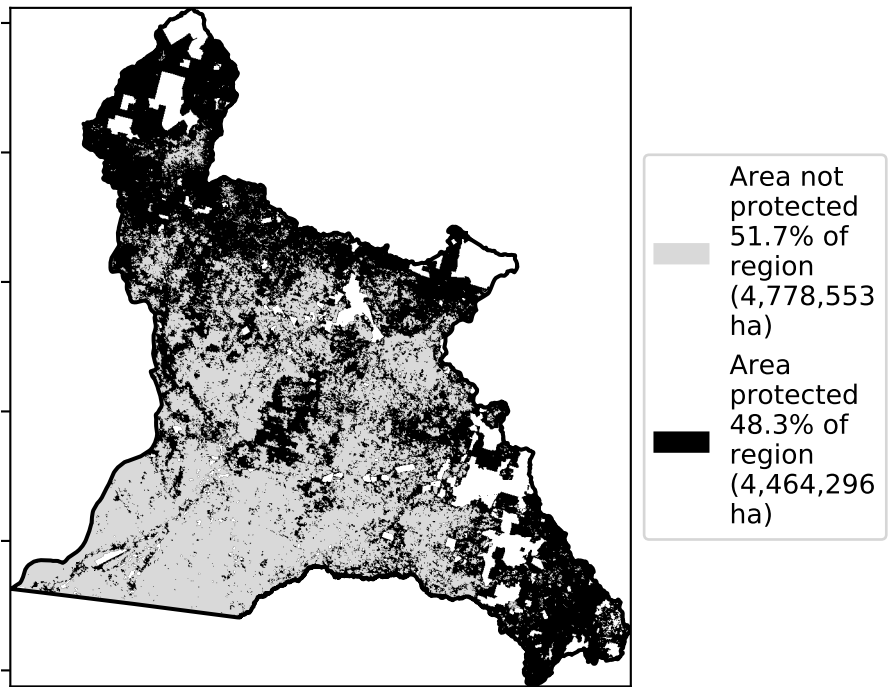 Area not
protected
51.7% of
region
(4,778,553
ha)
Area
protected
48.3% of
region
(4,464,296
ha)